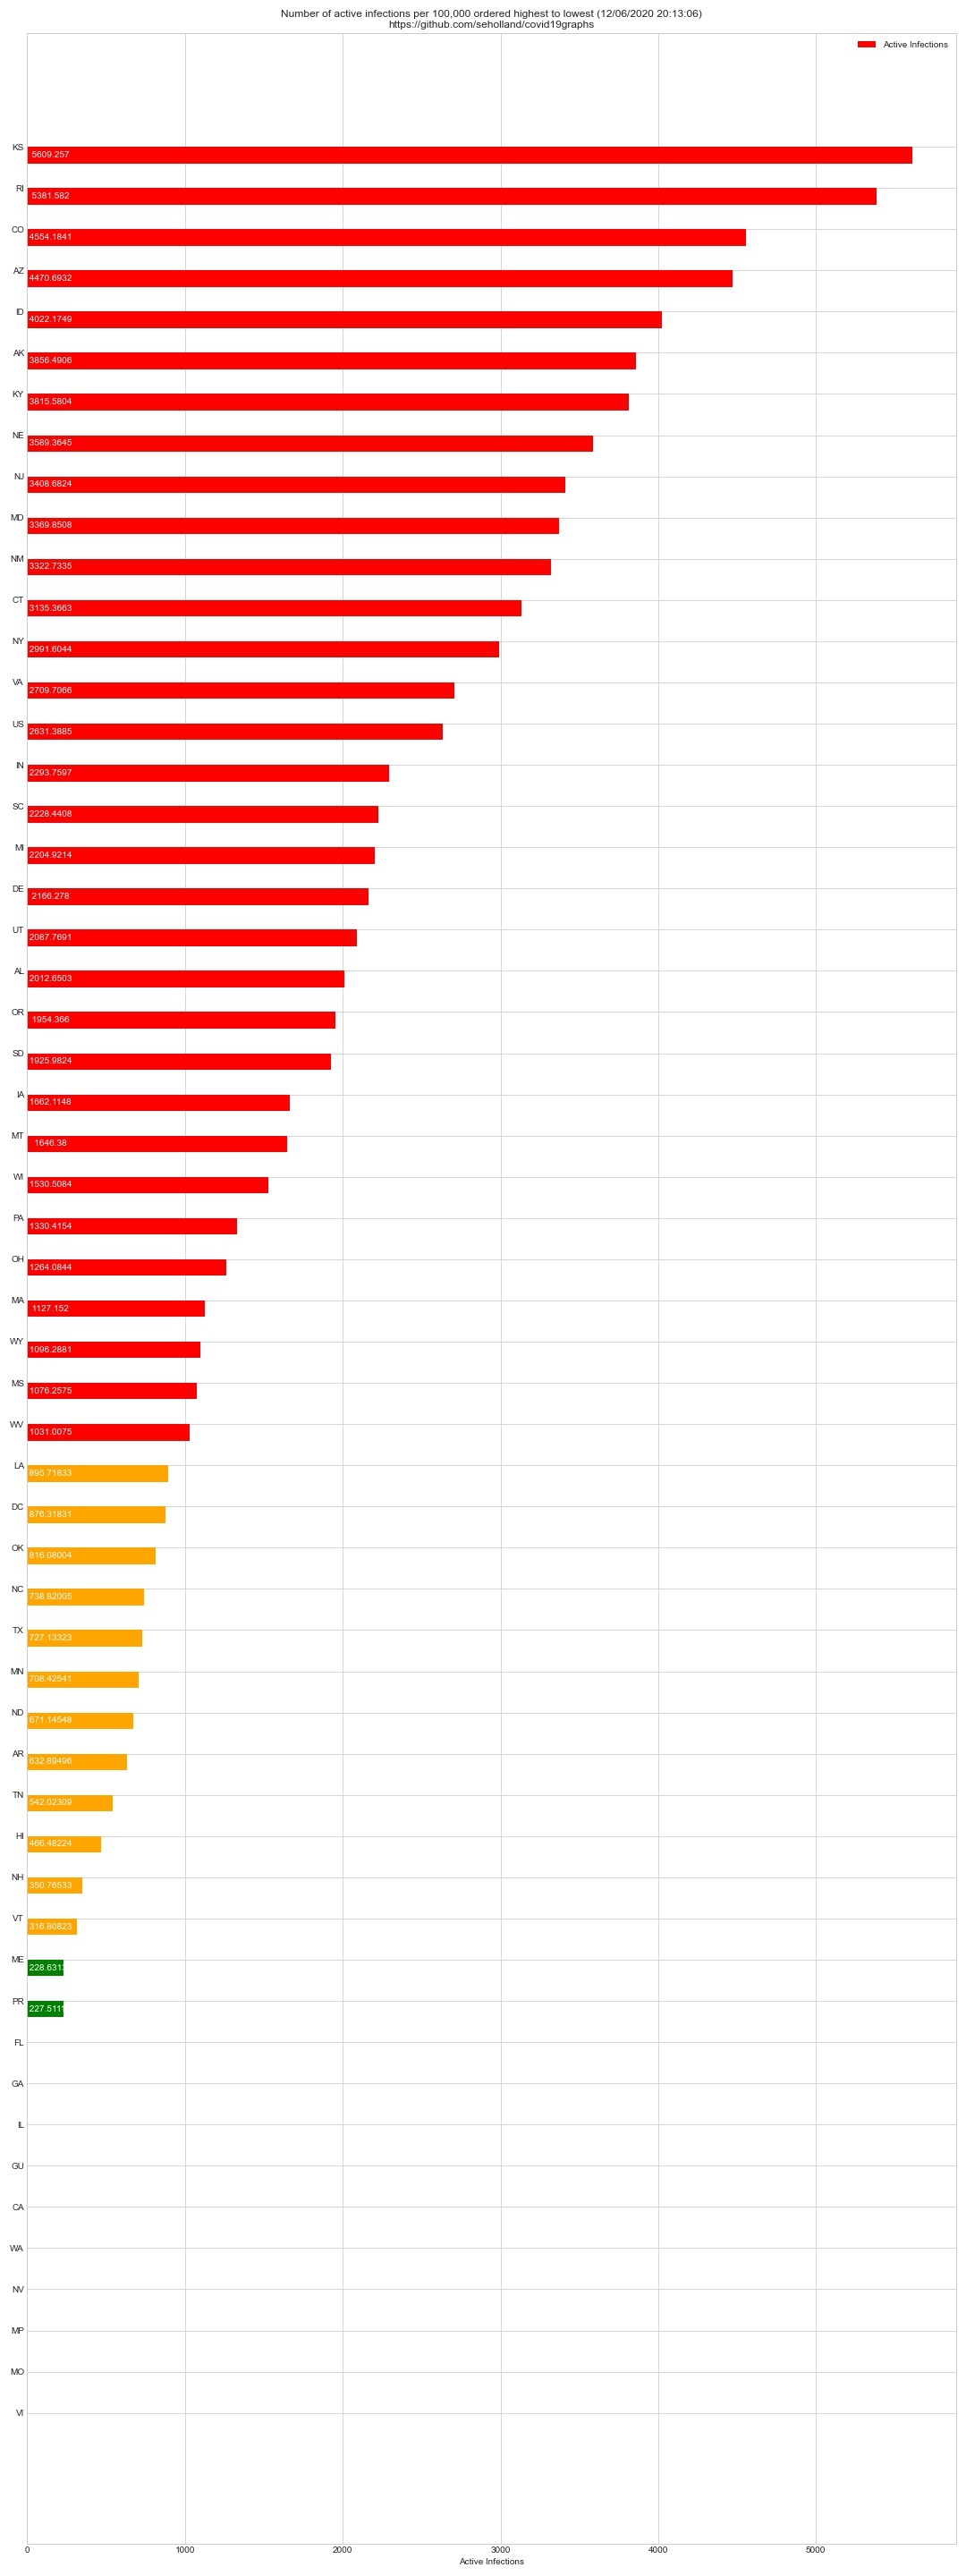 Number of active infections per 100,000 ordered highest to lowest (12/06/2020 20:13:06)
https://github.com/seholland/covid19graphs
Active Infections
KS 5609.257
RI 5381.582
CO 4554.1841
AZ 4470.6932
ID 4022.1749
AK 3856.4906
KY 3815.5804
NE 3589.3645
NJ 3408.6824
MD 3369.8508
NM 3322.7335
CT 3135.3663
NY 2991.6044
VA 2709.7066
US 2631.3885
IN 2293.7597
SC 2228.4408
MI 2204.9214
DE 2166.278
UT 2087.7691
AL 2012.6503
OR 1954.366
SD 1925.9824
IA 1662.1148
MT 1646.38
WI 1530.5084
PA 1330.4154
OH 1264.0844
MA 1127.152
WY 1096.2881
MS 1076.2575
WV 1031.0075
LA 895.71833
DC 876.31831
OK 816.08004
NC 738.82005
TX 727.13323
MN 708.42541
ND 671.14548
AR 632.89496
TN 542.02309
HI 466.48224
NH 350.76533
VT 316.80823
ME
PR
FL
GA
IL
GU
CA
WA
NV
MP
MO
VI
0 1000 2000 3000 4000 5000
Active Infections